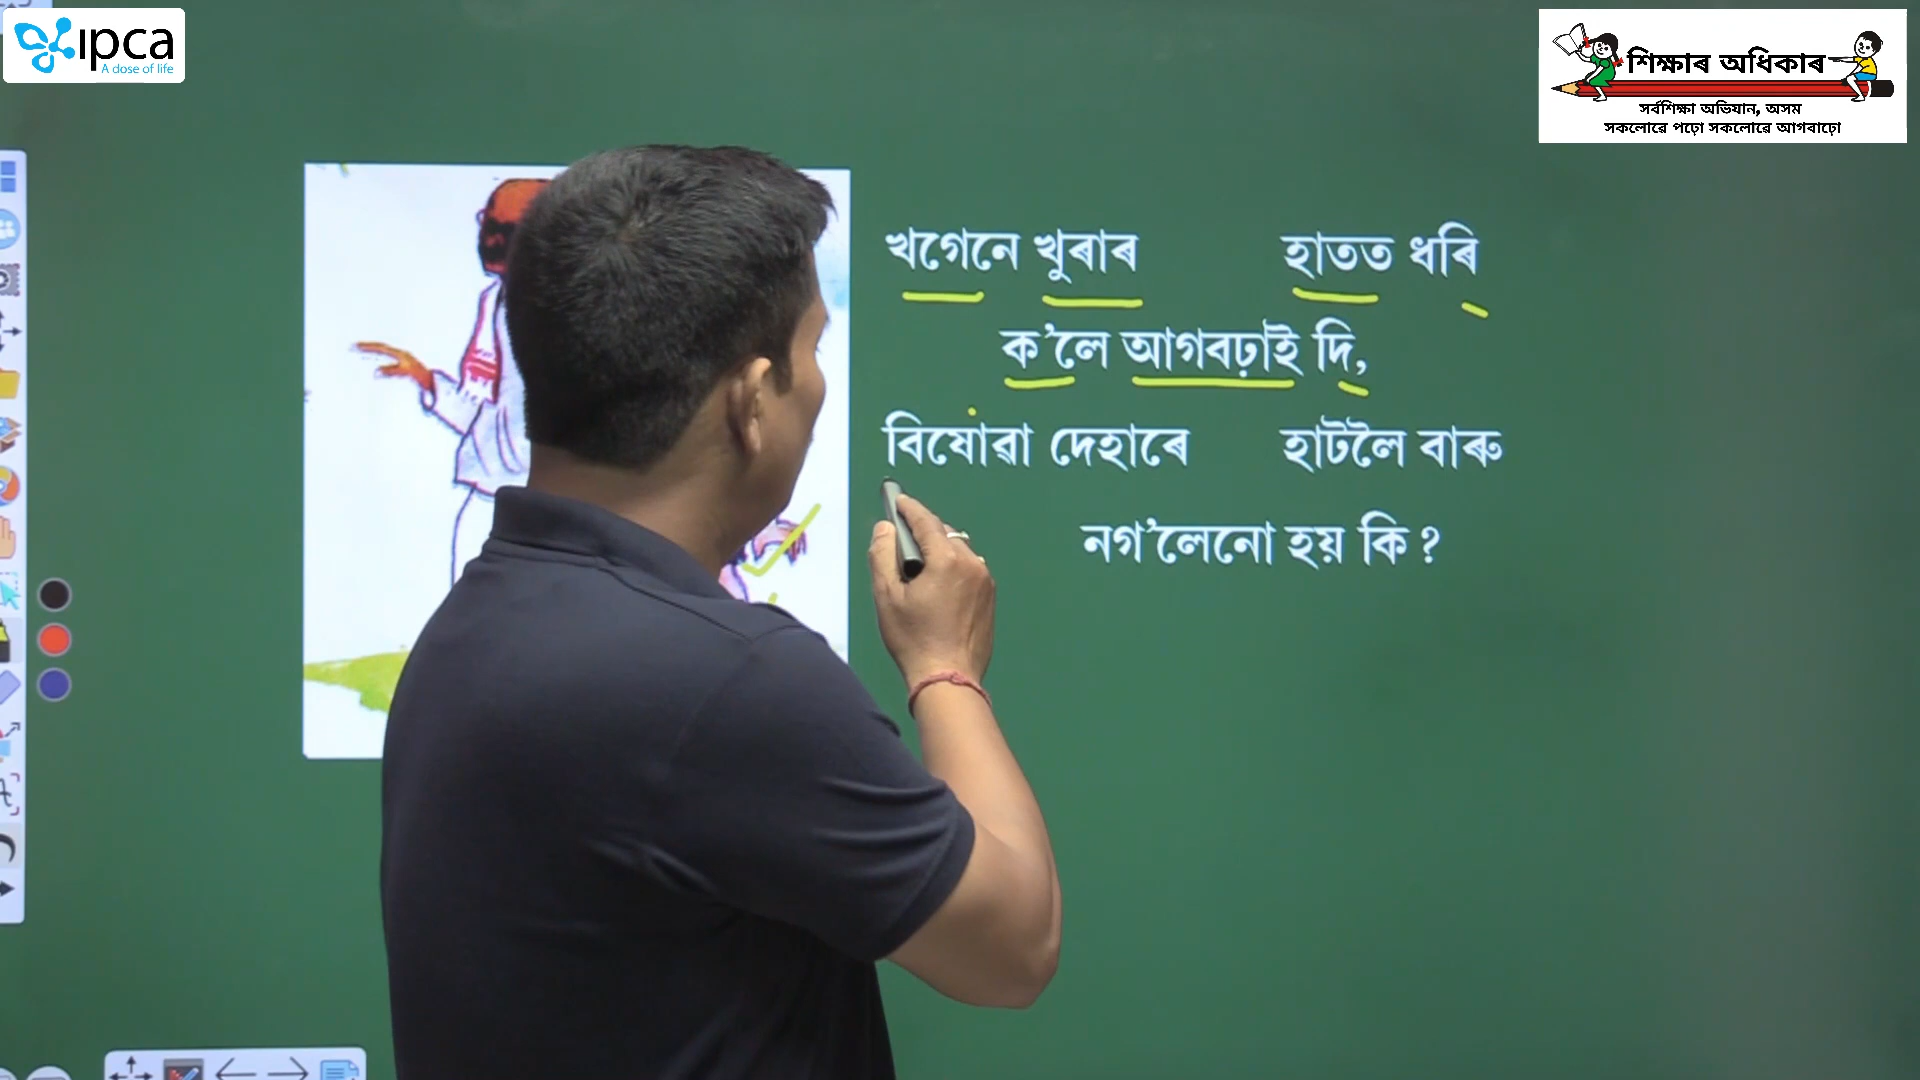 ipca
A dose of life
শিক্ষাৰ অধিকাৰ
সৰ্বশিক্ষা অভিযান, অসম
সকলোৱে পঢ়ো সকলোৱে আগবাঢ়ো
খগেনে খুৰাৰ হাতত ধৰি
ক'লে আগবঢ়াই দি,
বিষোৱা দেহাৰে হাটলৈ বাৰু
নগ'লেনো হয় কি ?